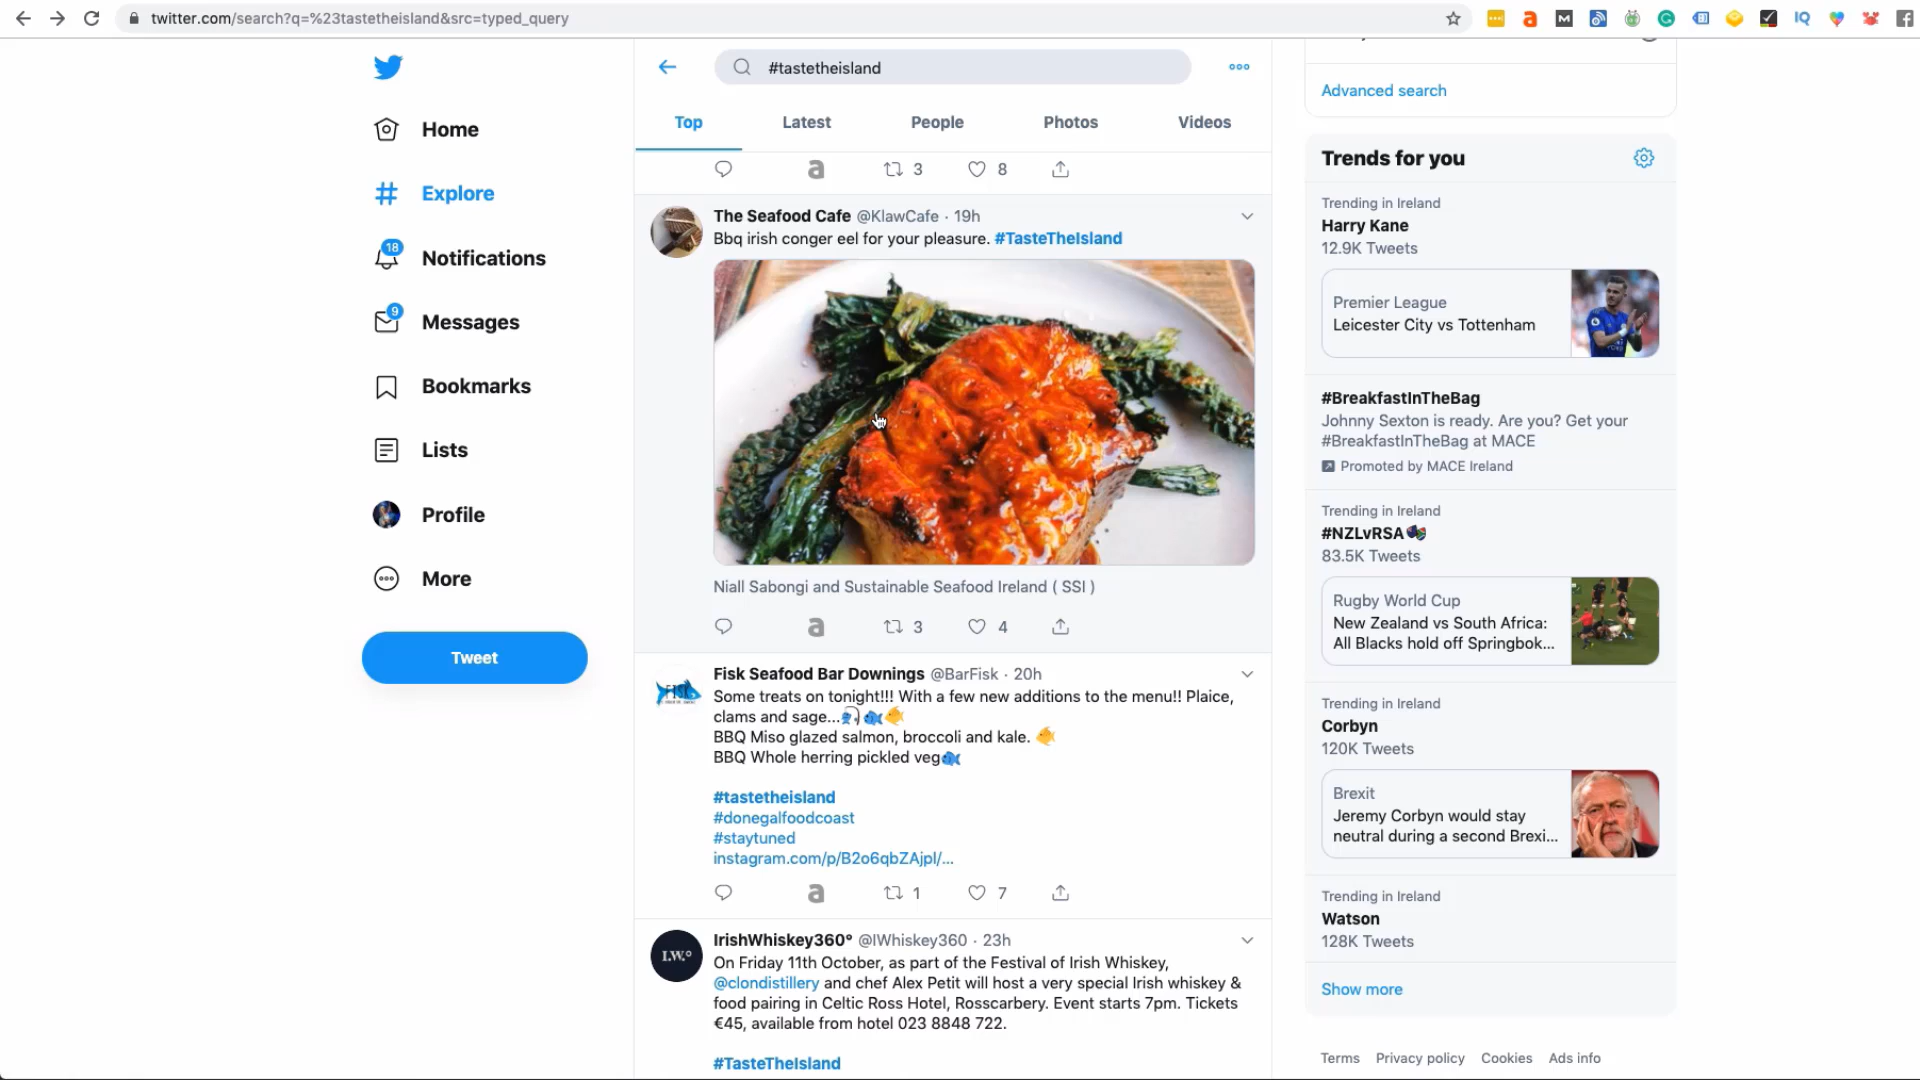 twitter.com/search?q=%23tastetheisland&src=typed_query
Home
Explore
18
Notifications
9
Messages
Bookmarks
Lists
Profile
More
Tweet
#tastetheisland
Top Latest People Photos Videos
3 8
The Seafood Cafe @KlawCafe · 19h
Bbq irish conger eel for your pleasure. #TasteTheIsland
Niall Sabongi and Sustainable Seafood Ireland ( SSI )
3 4
FISK
Fisk Seafood Bar Downings @BarFisk · 20h
Some treats on tonight!!! With a few new additions to the menu!! Plaice,
clams and sage...🎣🐟🐠
BBQ Miso glazed salmon, broccoli and kale. 🐠
BBQ Whole herring pickled veg🐟
#tastetheisland
#donegalfoodcoast
#staytuned
instagram.com/p/B2o6qbZAjpl/...
1 7
I.W.°
IrishWhiskey360° @IWhiskey360 · 23h
On Friday 11th October, as part of the Festival of Irish Whiskey,
@clondistillery and chef Alex Petit will host a very special Irish whiskey &
food pairing in Celtic Ross Hotel, Rosscarbery. Event starts 7pm. Tickets
€45, available from hotel 023 8848 722.
#TasteTheIsland
Advanced search
Trends for you
Trending in Ireland
Harry Kane
12.9K Tweets
Premier League
Leicester City vs Tottenham
#BreakfastInTheBag
Johnny Sexton is ready. Are you? Get your
#BreakfastInTheBag at MACE
Promoted by MACE Ireland
Trending in Ireland
#NZLvRSA
83.5K Tweets
Rugby World Cup
New Zealand vs South Africa:
All Blacks hold off Springbok...
Trending in Ireland
Corbyn
120K Tweets
Brexit
Jeremy Corbyn would stay
neutral during a second Brexi...
Trending in Ireland
Watson
128K Tweets
Show more
Terms Privacy policy Cookies Ads info